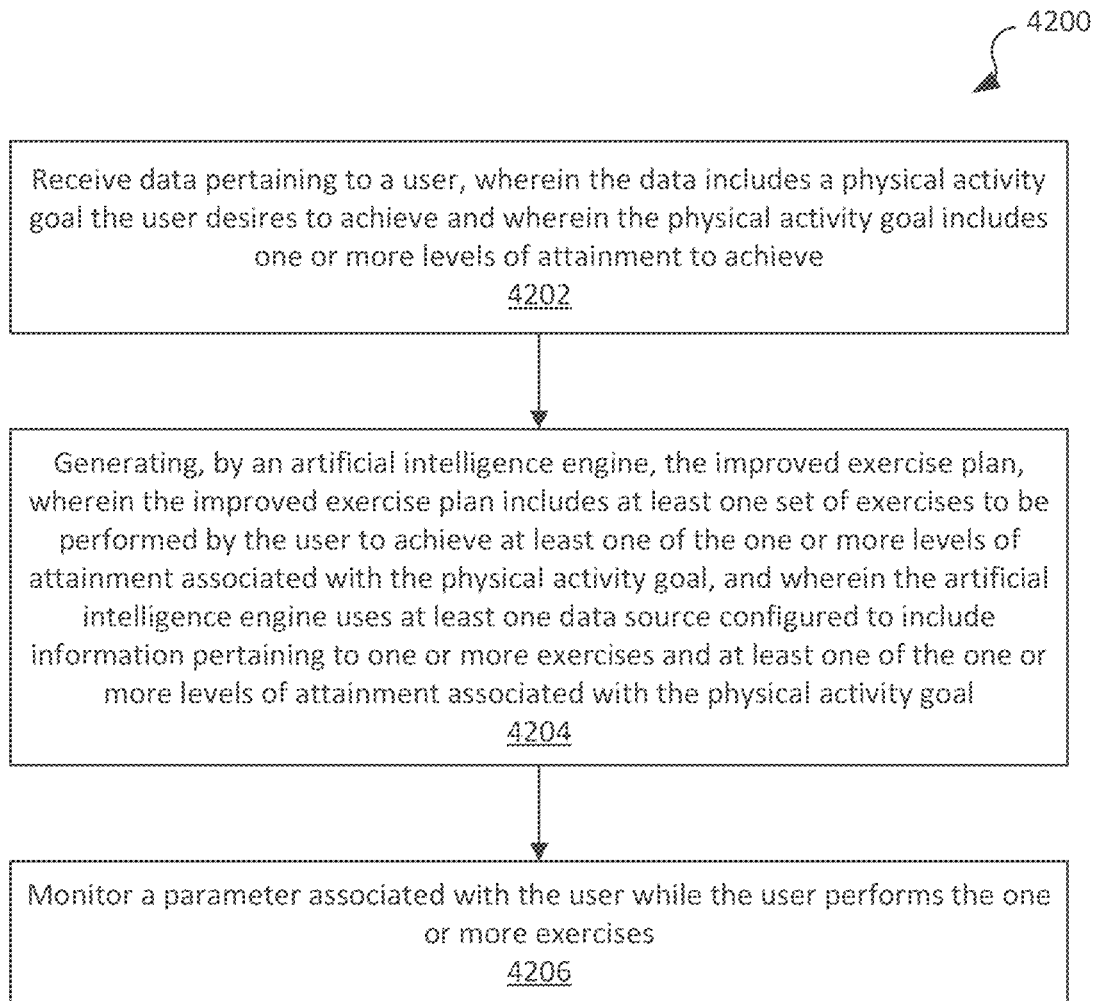 4200
Receive data pertaining to a user, wherein the data includes a physical activity
goal the user desires to achieve and wherein the physical activity goal includes
one or more levels of attainment to achieve
4202
Generating, by an artificial intelligence engine, the improved exercise plan,
wherein the improved exercise plan includes at least one set of exercises to be
performed by the user to achieve at least one of the one or more levels of
attainment associated with the physical activity goal, and wherein the artificial
intelligence engine uses at least one data source configured to include
information pertaining to one or more exercises and at least one of the one or
more levels of attainment associated with the physical activity goal
4204
Monitor a parameter associated with the user while the user performs the one
or more exercises
4206